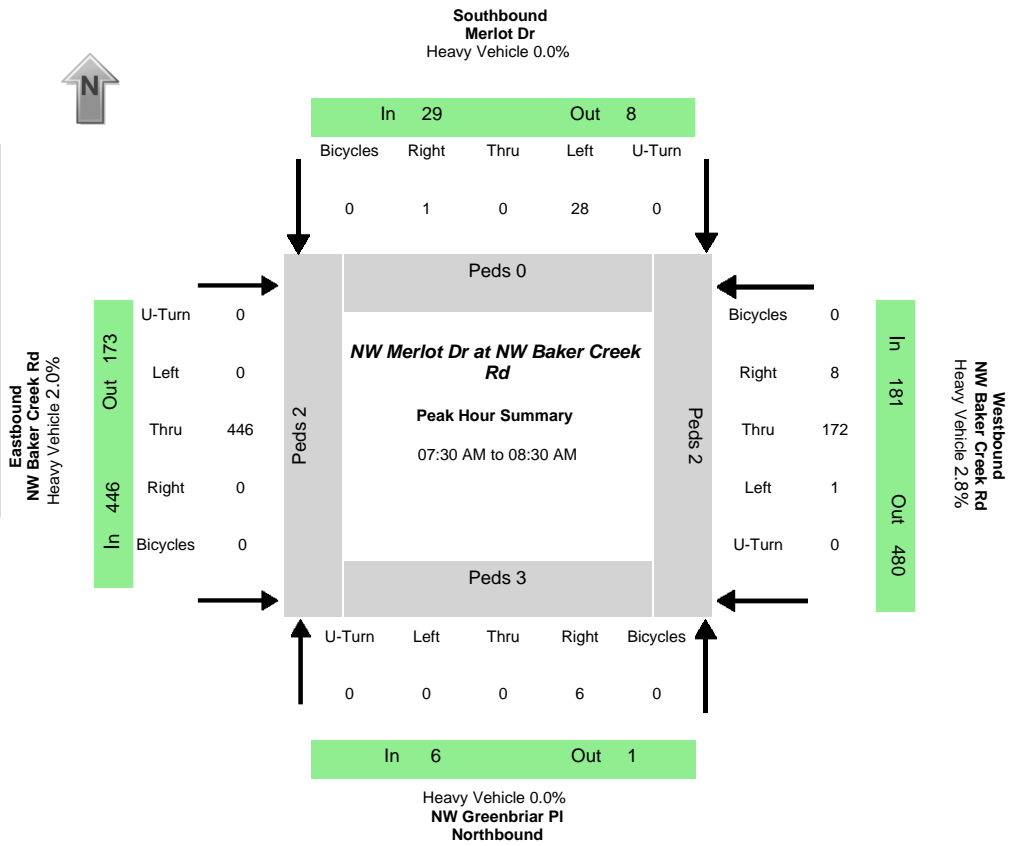 Southbound
Merlot Dr
Heavy Vehicle 0.0%
N
In 29 Out 8
Bicycles Right Thru Left U-Turn
0 1 0 28 0
Peds 0
Eastbound
NW Baker Creek Rd
Heavy Vehicle 2.0%
In 446 Out 173
U-Turn 0
Left 0
Thru 446
Right 0
Bicycles 0
Peds 2
NW Merlot Dr at NW Baker Creek
Rd
Peak Hour Summary
07:30 AM to 08:30 AM
Peds 2
Bicycles 0
Right 8
Thru 172
Left 1
U-Turn 0
In 181 Out 480
Westbound
NW Baker Creek Rd
Heavy Vehicle 2.8%
Peds 3
U-Turn Left Thru Right Bicycles
0 0 0 6 0
In 6 Out 1
Heavy Vehicle 0.0%
NW Greenbriar Pl
Northbound